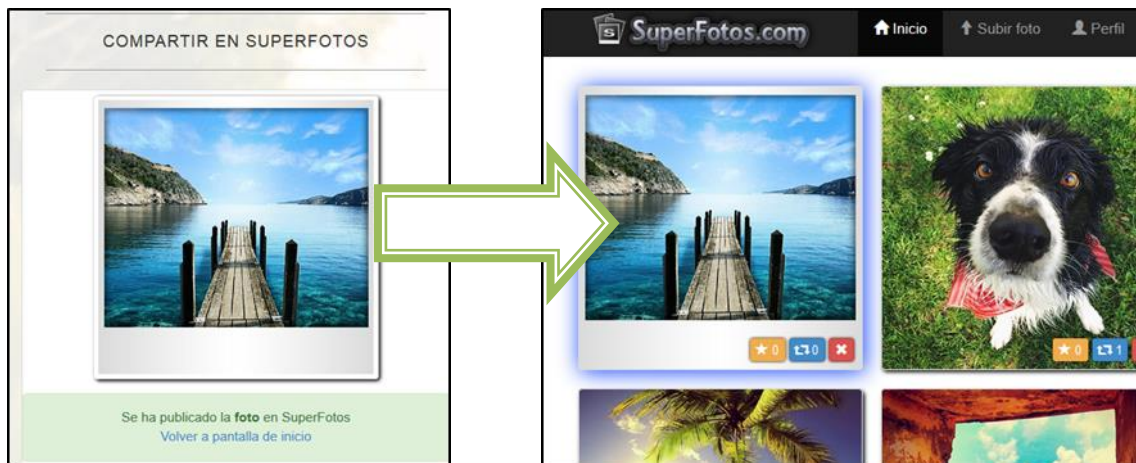 COMPARTIR EN SUPERFOTOS
Se ha publicado la foto en SuperFotos
Volver a pantalla de inicio
S SuperFotos.com Inicio Subir foto Perfil
0 0
0 1